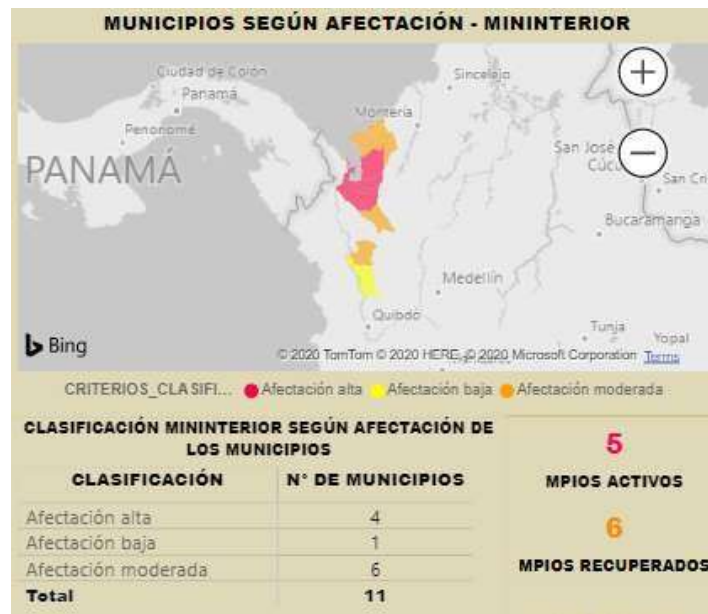 MUNICIPIOS SEGÚN AFECTACIÓN - MININTERIOR
Ciudad de Colón
Panamá
Penonomé
PANAMÁ
Sincelejo
Montería
San José
Cúcu
San Cri
Bucaramanga
Medellín
Quibdó
Tunja
Yopal
Bing
© 2020 TomTom © 2020 HERE, © 2020 Microsoft Corporation Terms
CRITERIOS_CLASIFI... Afectación alta Afectación baja Afectación moderada
CLASIFICACIÓN MININTERIOR SEGÚN AFECTACIÓN DE
LOS MUNICIPIOS
CLASIFICACIÓN N° DE MUNICIPIOS
Afectación alta 4
Afectación baja 1
Afectación moderada 6
Total 11
5
MPIOS ACTIVOS
6
MPIOS RECUPERADOS